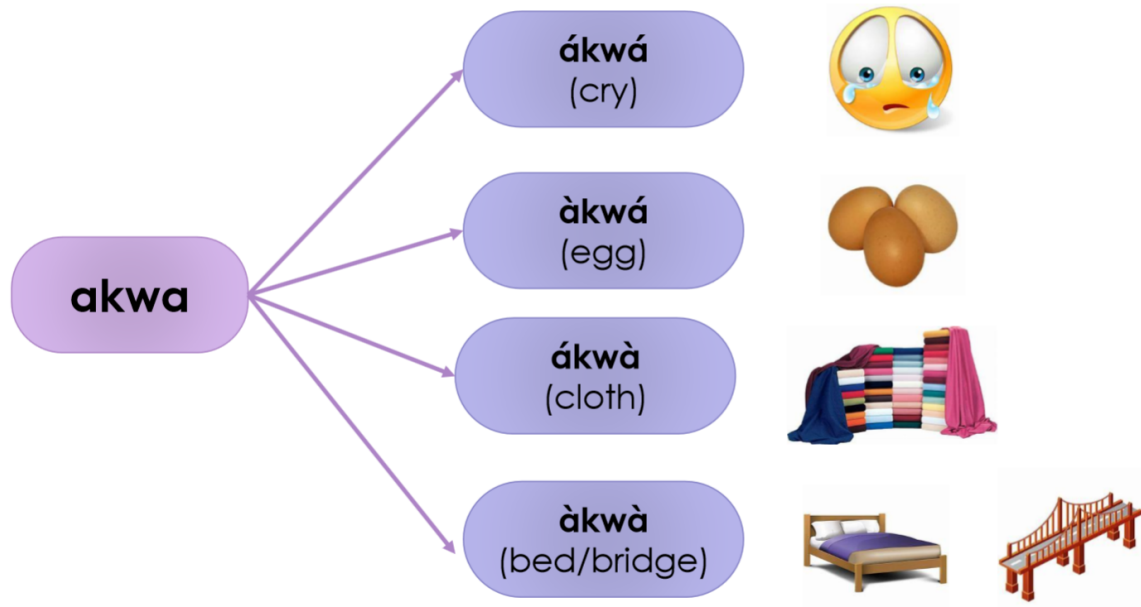 akwa
ákwá
(cry)
àkwá
(egg)
ákwà
(cloth)
àkwà
(bed/bridge)